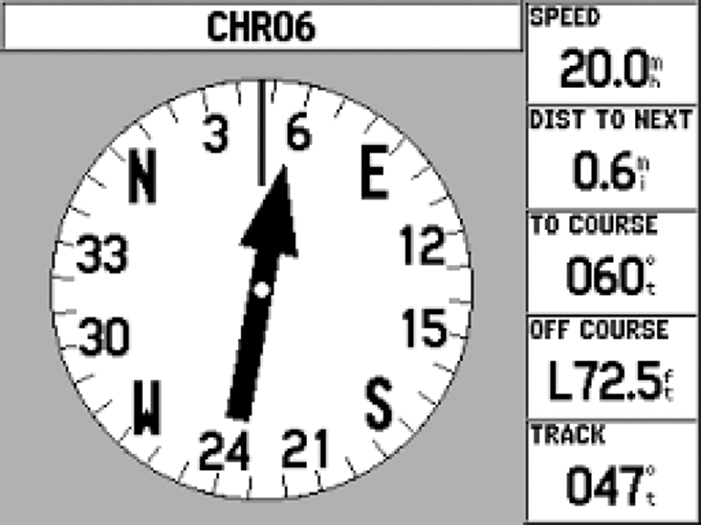 CHR06
3 6
N E
33 12
30 15
W S
24 21
SPEED
20.0 m h
DIST TO NEXT
0.6 m i
TO COURSE
060° t
OFF COURSE
L72.5 f t
TRACK
047° t